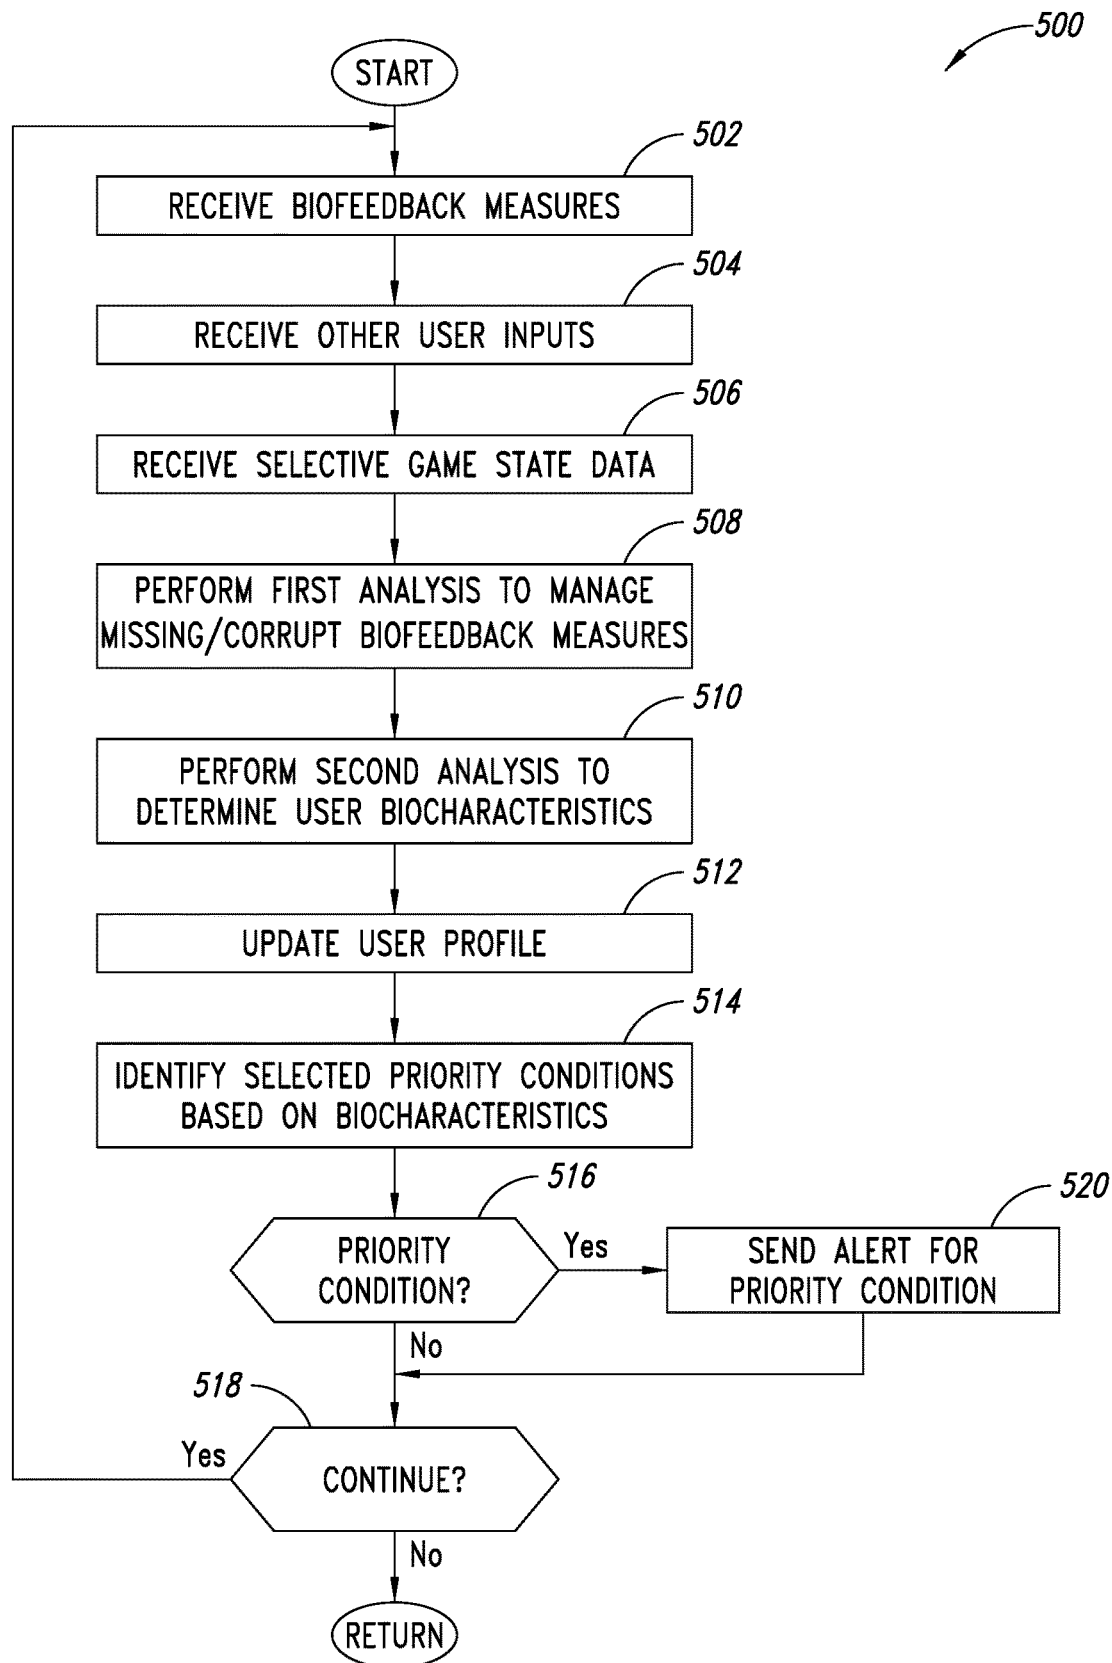 500
START
502
RECEIVE BIOFEEDBACK MEASURES
504
RECEIVE OTHER USER INPUTS
506
RECEIVE SELECTIVE GAME STATE DATA
508
PERFORM FIRST ANALYSIS TO MANAGE
MISSING/CORRUPT BIOFEEDBACK MEASURES
510
PERFORM SECOND ANALYSIS TO
DETERMINE USER BIOCHARACTERISTICS
512
UPDATE USER PROFILE
514
IDENTIFY SELECTED PRIORITY CONDITIONS
BASED ON BIOCHARACTERISTICS
516
PRIORITY
CONDITION?
Yes
520
SEND ALERT FOR
PRIORITY CONDITION
No
518
Yes
CONTINUE?
No
RETURN